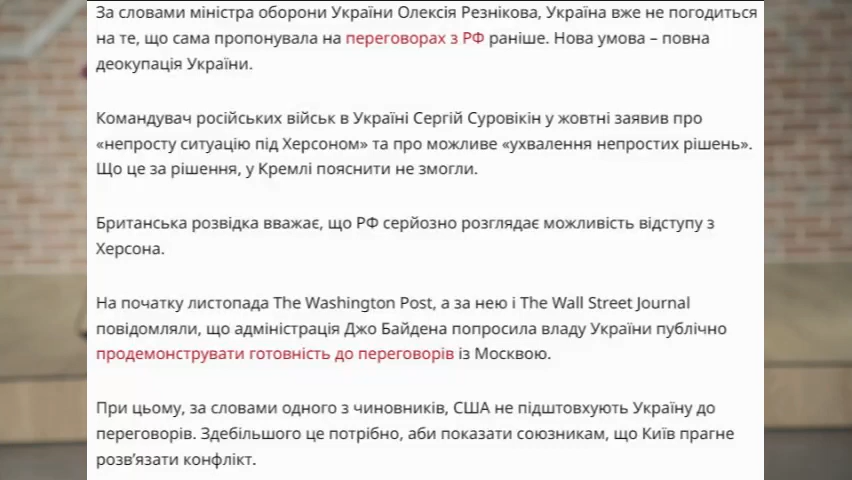 За словами міністра оборони України Олексія Резнікова, Україна вже не погодиться
на те, що сама пропонувала на переговорах з РФ раніше. Нова умова – повна
деокупація України.
Командувач російських військ в Україні Сергій Суровікін у жовтні заявив про
«непросту ситуацію під Херсоном» та про можливе «ухвалення непростих рішень».
Що це за рішення, у Кремлі пояснити не змогли.
Британська розвідка вважає, що РФ серйозно розглядає можливість відступу з
Херсона.
На початку листопада The Washington Post, а за нею і The Wall Street Journal
повідомляли, що адміністрація Джо Байдена попросила владу України публічно
продемонструвати готовність до переговорів із Москвою.
При цьому, за словами одного з чиновників, США не підштовхують Україну до
переговорів. Здебільшого це потрібно, аби показати союзникам, що Київ прагне
розв’язати конфлікт.